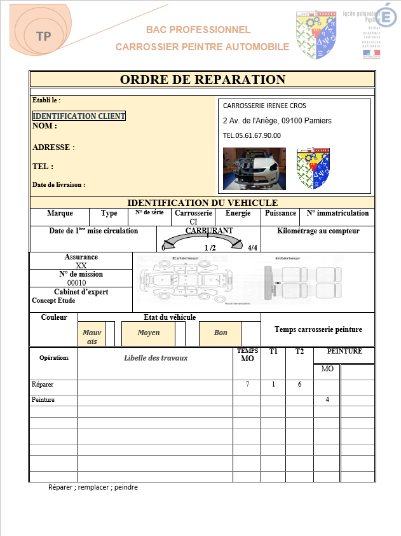 TP
BAC PROFESSIONNEL
CARROSSIER PEINTRE AUTOMOBILE
ORDRE DE REPARATION
Etabli le :
IDENTIFICATION CLIENT
NOM :
ADRESSE :
TEL :
Date de livraison :
CARROSSERIE IRENEE CROS
2 Av. de l'Ariège, 09100 Pamiers
TEL.05.61.67.90.00
IDENTIFICATION DU VEHICULE
Marque Type N° de série Carrosserie Energie Puissance N° immatriculation
CI
Date de 1ère mise circulation CARBURANT Kilométrage au compteur
0 1/2 4/4
Assurance
XX
N° de mission
00010
Cabinet d'expert
Concept Etude
Couleur Etat du véhicule Temps carrosserie peinture
Mauv
ais Moyen Bon
Opérations Libelle des travaux TEMPS MO T1 T2 PEINTURE
MO
Réparer 7 1 6
Peinture 4
Réparer ; remplacer ; peindre